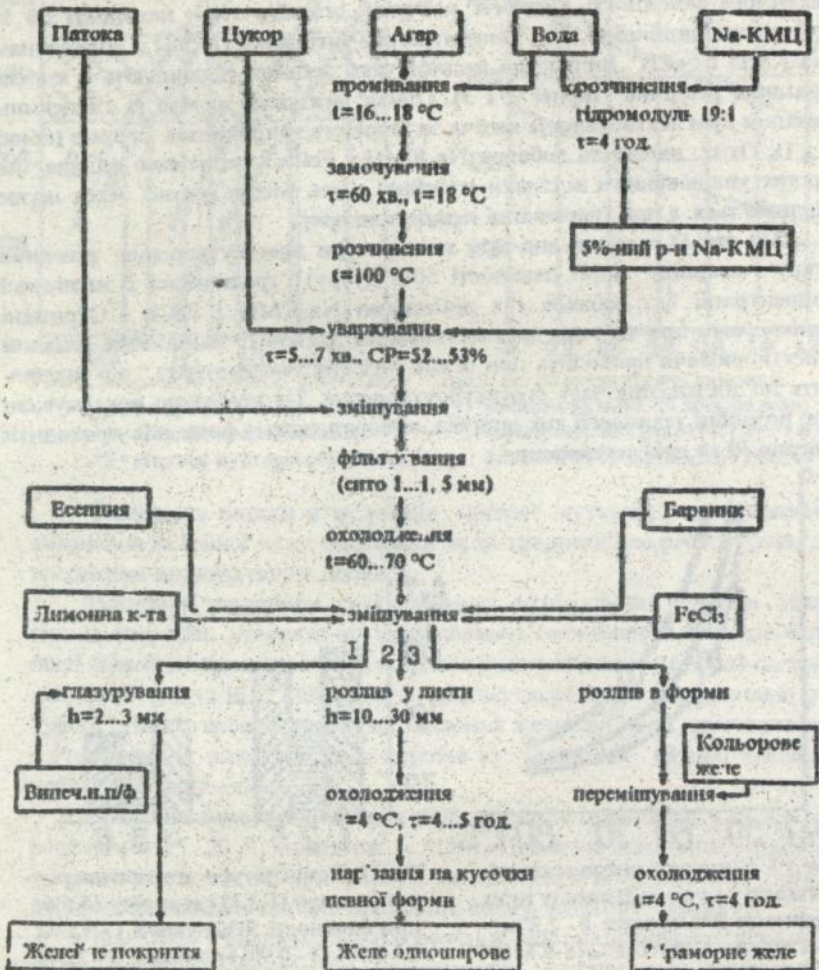 Патока
Цукор
Агар
Вода
Na-КМЦ
промивання
t=16...18 °C
розчинення
гідромодуль 19:1
τ=4 год.
замочування
τ=60 хв., t=18 °C
розчинення
t=100 °C
5%-ний р-н Na-КМЦ
уварювання
τ=5...7 хв., СР=52...53%
змішування
фільтрування
(сито 1...1, 5 мм)
Есенция
Барвник
охолодження
t=60...70 °C
Лимонна к-та
змішування
FeCl₃
1
2
3
глазурування
h=2...3 мм
розлив у листи
h=10...30 мм
розлив в форми
Кольорове
желе
Випеч.н.п/ф
охолодження
=4 °C, τ=4...5 год.
перемішування
нарізання на кусочки
певної форми
охолодження
t=4 °C, τ=4 год.
покриття
Желе одношарове
желе